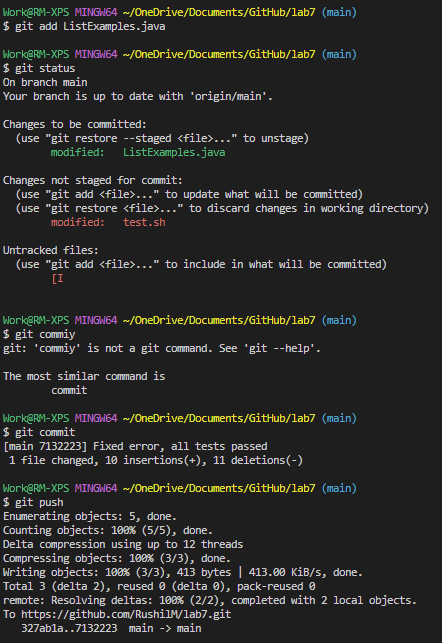 Work@RM-XPS MINGW64 ~/OneDrive/Documents/GitHub/lab7 (main)
$ git add ListExamples.java

Work@RM-XPS MINGW64 ~/OneDrive/Documents/GitHub/lab7 (main)
$ git status
On branch main
Your branch is up to date with 'origin/main'.

Changes to be committed:
  (use "git restore --staged <file>..." to unstage)
        modified:   ListExamples.java

Changes not staged for commit:
  (use "git add <file>..." to update what will be committed)
  (use "git restore <file>..." to discard changes in working directory)
        modified:   test.sh

Untracked files:
  (use "git add <file>..." to include in what will be committed)
        [I

Work@RM-XPS MINGW64 ~/OneDrive/Documents/GitHub/lab7 (main)
$ git commiy
git: 'commiy' is not a git command. See 'git --help'.

The most similar command is
        commit

Work@RM-XPS MINGW64 ~/OneDrive/Documents/GitHub/lab7 (main)
$ git commit
[main 7132223] Fixed error, all tests passed
 1 file changed, 10 insertions(+), 11 deletions(-)

Work@RM-XPS MINGW64 ~/OneDrive/Documents/GitHub/lab7 (main)
$ git push
Enumerating objects: 5, done.
Counting objects: 100% (5/5), done.
Delta compression using up to 12 threads
Compressing objects: 100% (3/3), done.
Writing objects: 100% (3/3), 413 bytes | 413.00 KiB/s, done.
Total 3 (delta 2), reused 0 (delta 0), pack-reused 0
remote: Resolving deltas: 100% (2/2), completed with 2 local objects.
To https://github.com/RushilM/lab7.git
   327ab1a..7132223  main -> main